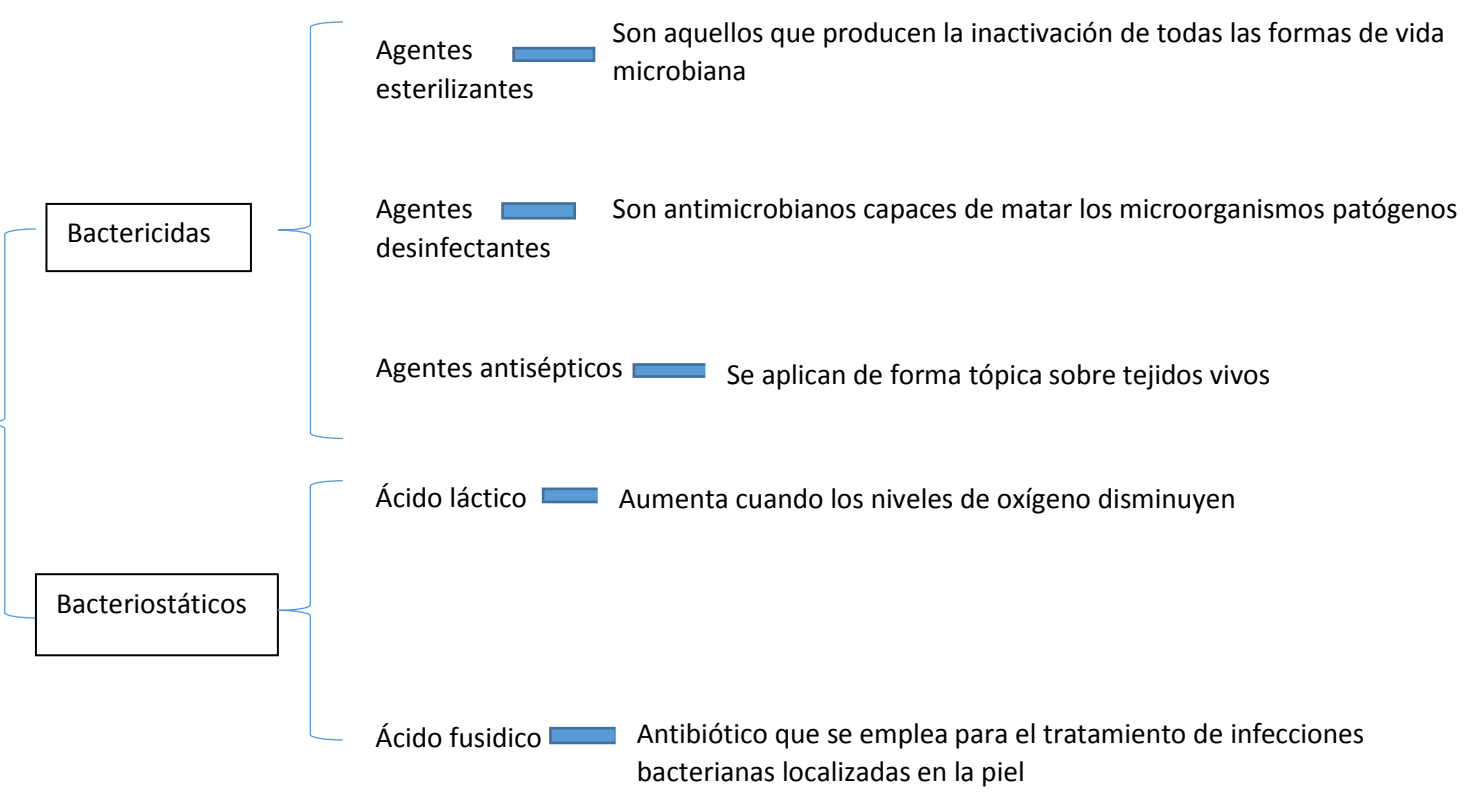 Agentes
esterilizantes
Son aquellos que producen la inactivación de todas las formas de vida
microbiana
Bactericidas
Agentes
desinfectantes
Son antimicrobianos capaces de matar los microorganismos patógenos
Agentes antisépticos
Se aplican de forma tópica sobre tejidos vivos
Ácido láctico
Aumenta cuando los niveles de oxígeno disminuyen
Bacteriostáticos
Ácido fusidico
Antibiótico que se emplea para el tratamiento de infecciones
bacterianas localizadas en la piel